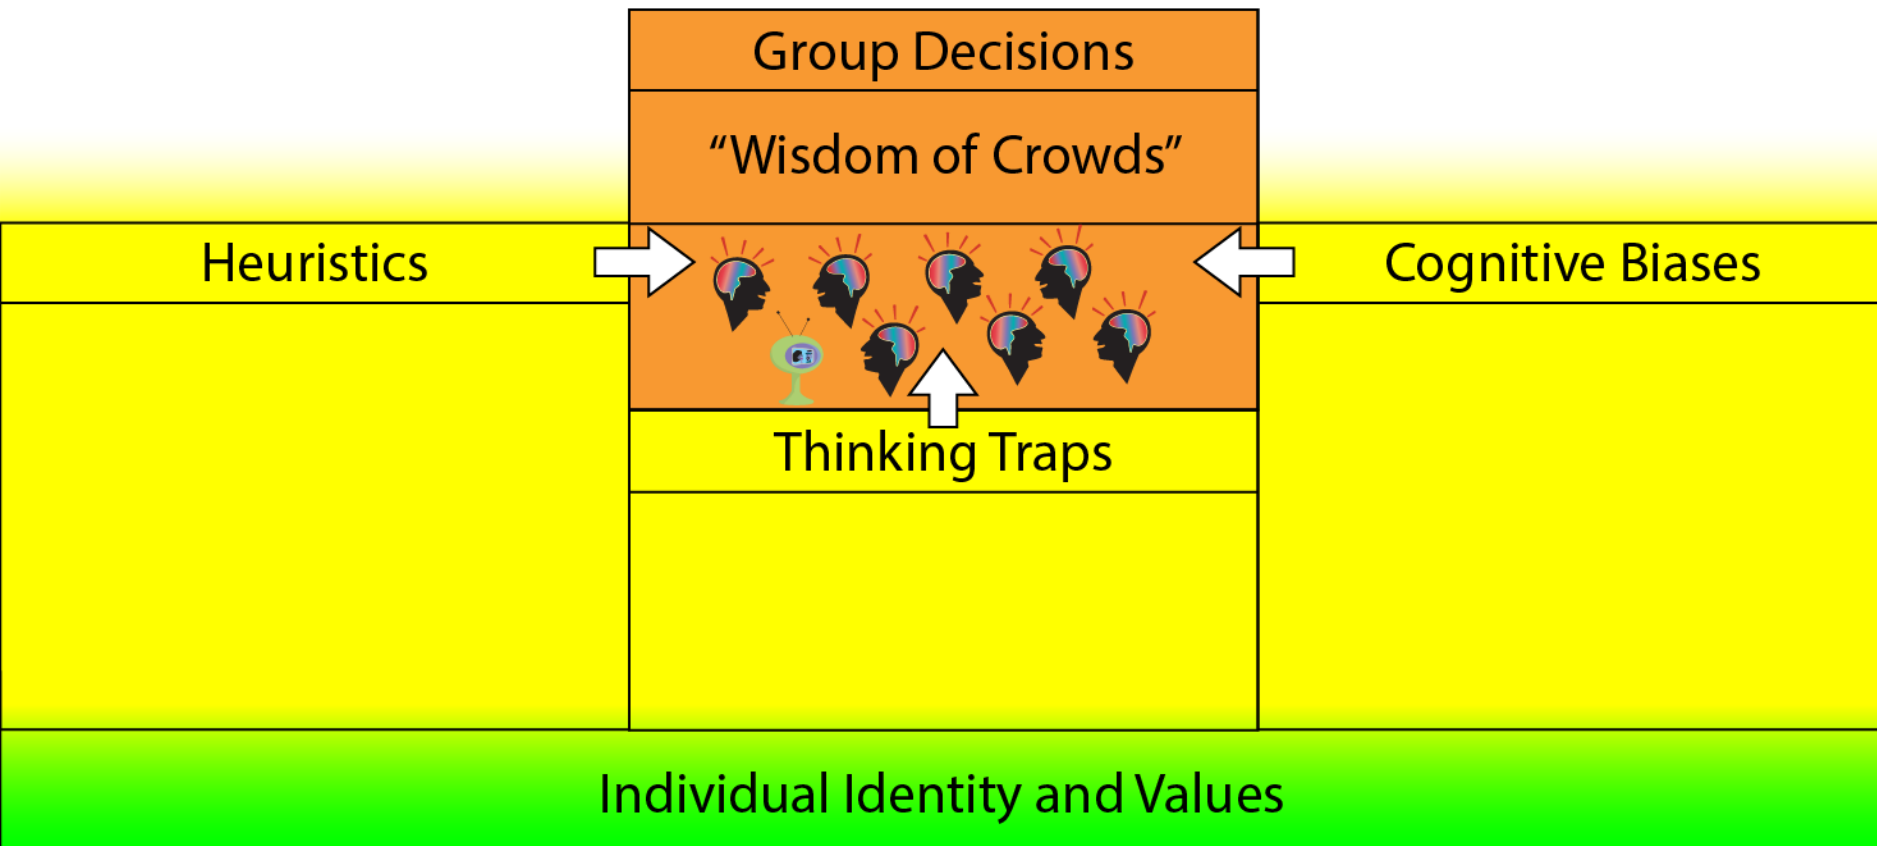 Group Decisions
“Wisdom of Crowds”
Heuristics
Cognitive Biases
Thinking Traps
Individual Identity and Values